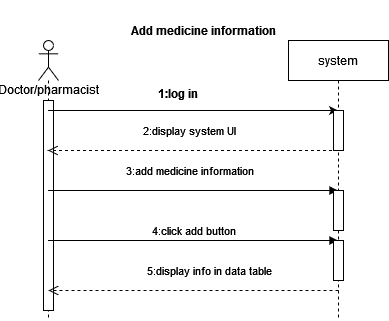 Add medicine information
system
Doctor/pharmacist
1:log in
2:display system UI
3:add medicine information
4:click add button
5:display info in data table